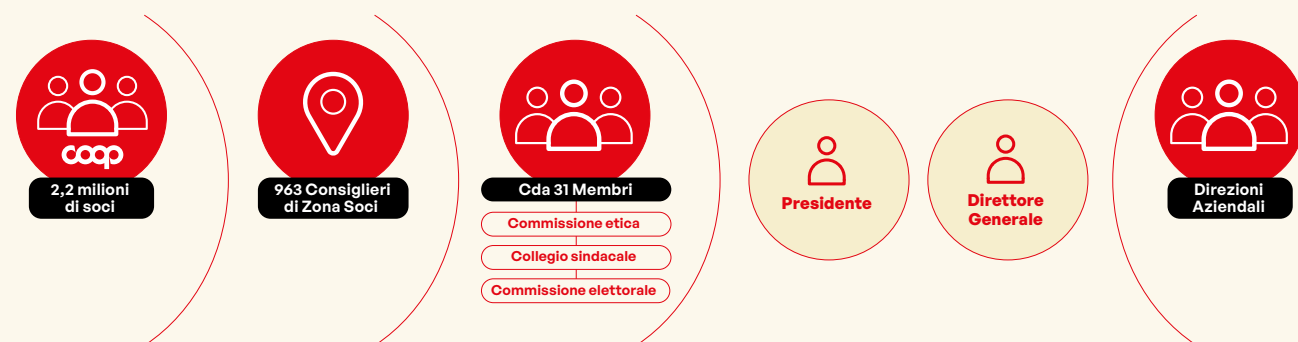 coop
2,2 milioni
di soci
963 Consiglieri
di Zona Soci
Cda 31 Membri
Commissione etica
Collegio sindacale
Commissione elettorale
Presidente
Direttore
Generale
Direzioni
Aziendali